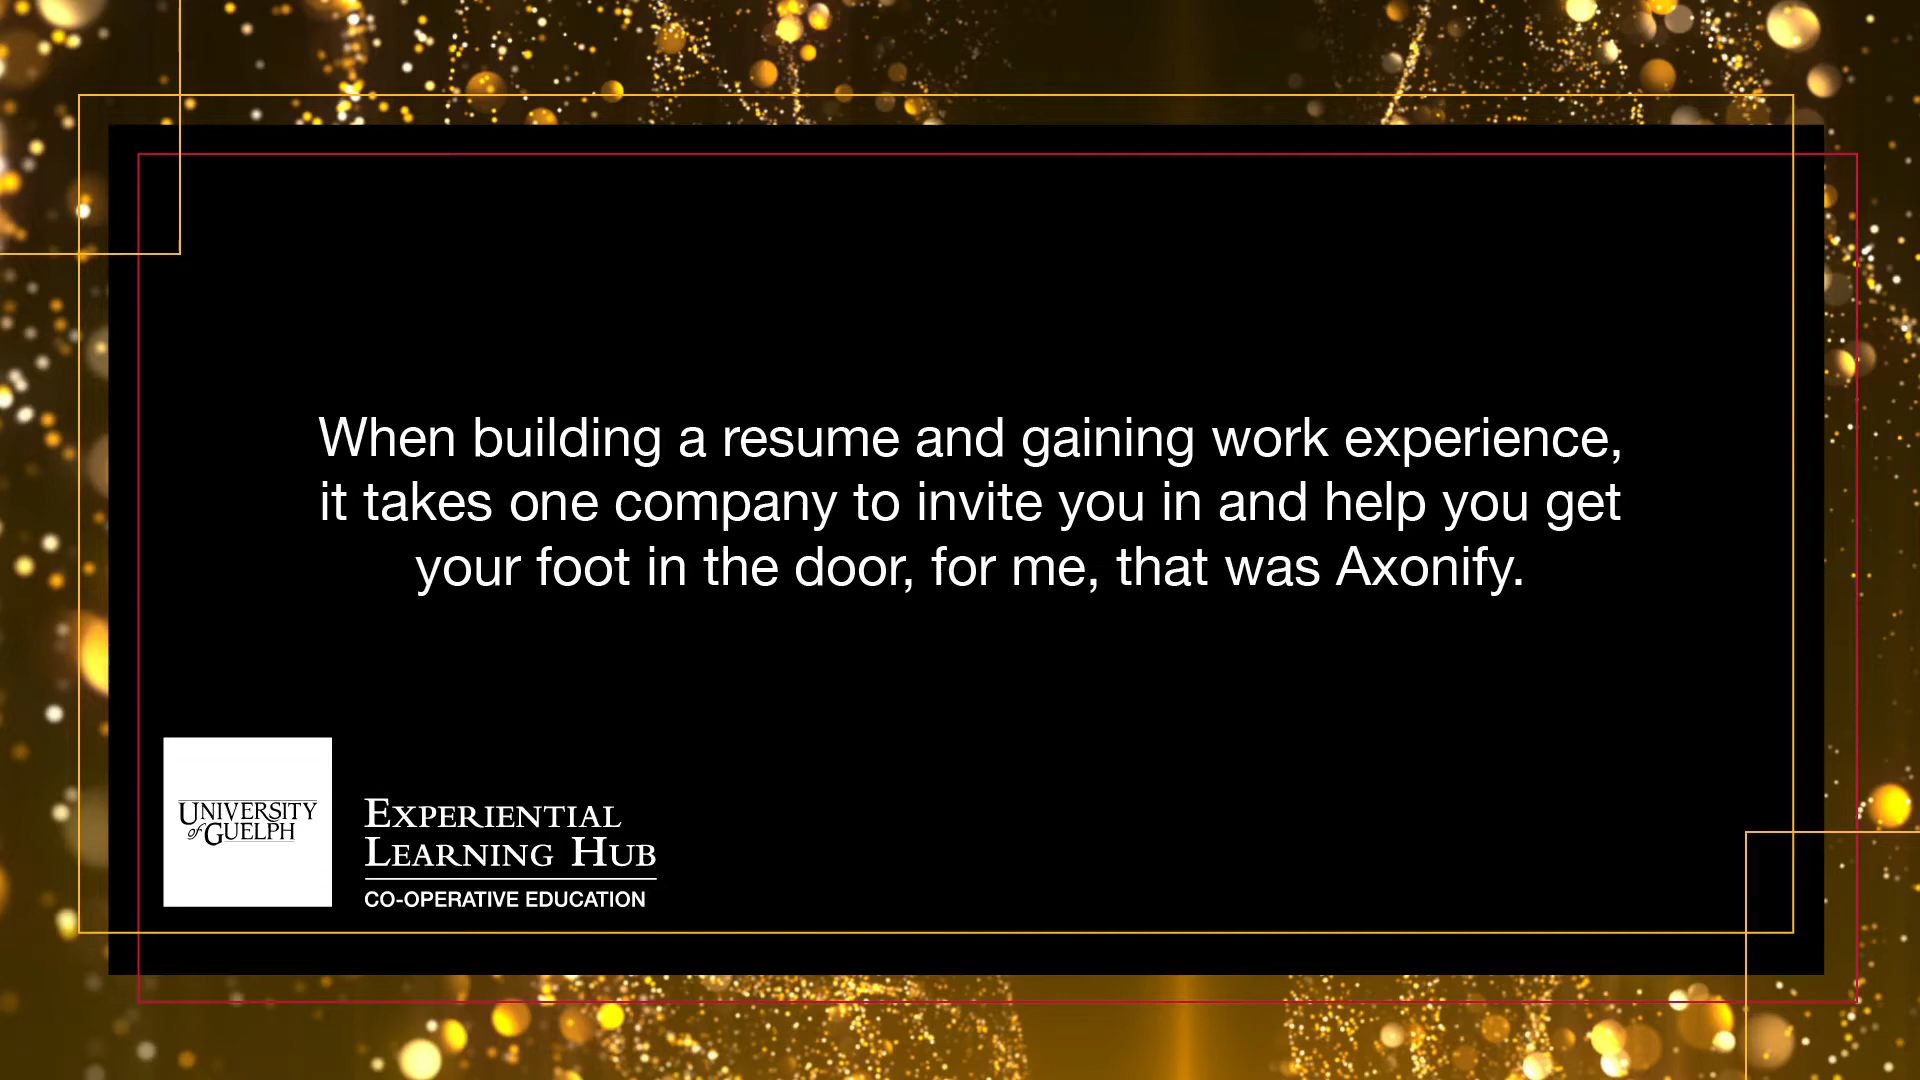 When building a resume and gaining work experience,
it takes one company to invite you in and help you get
your foot in the door, for me, that was Axonify.
UNIVERSITY
of GUELPH
EXPERIENTIAL
LEARNING HUB
CO-OPERATIVE EDUCATION